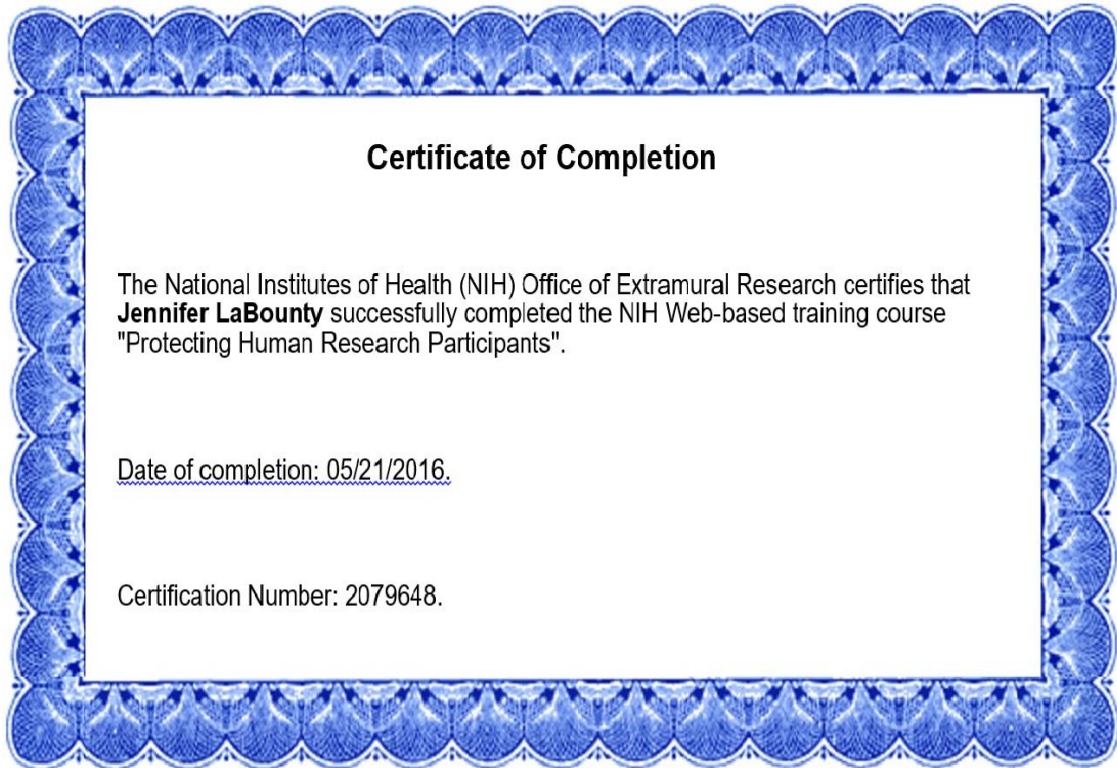 Certificate of Completion
The National Institutes of Health (NIH) Office of Extramural Research certifies that
Jennifer LaBounty successfully completed the NIH Web-based training course
"Protecting Human Research Participants".
Date of completion: 05/21/2016.
Certification Number: 2079648.